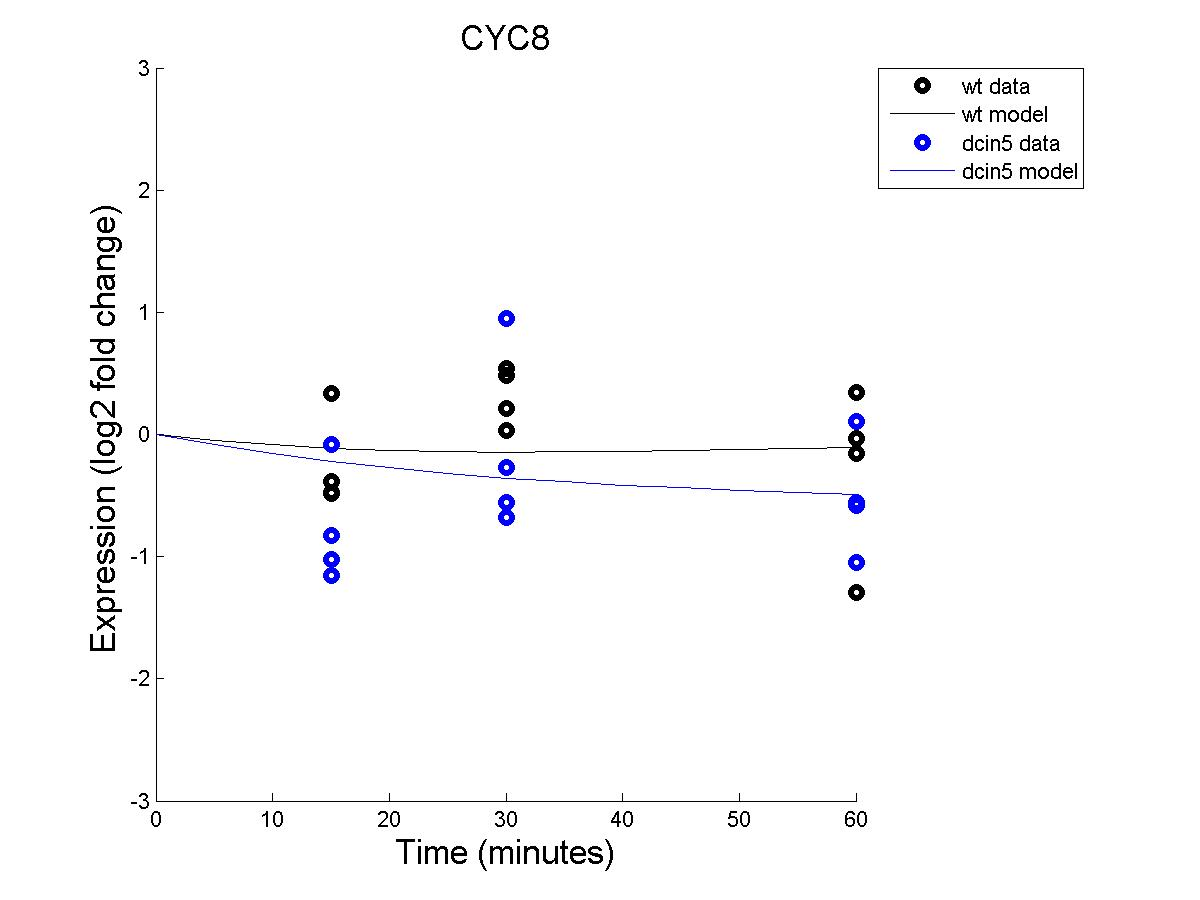 CYC8
wt data
wt model
dcin5 data
dcin5 model
Expression (log2 fold change)
3
2
1
0
-1
-2
-3
0 10 20 30 40 50 60
Time (minutes)